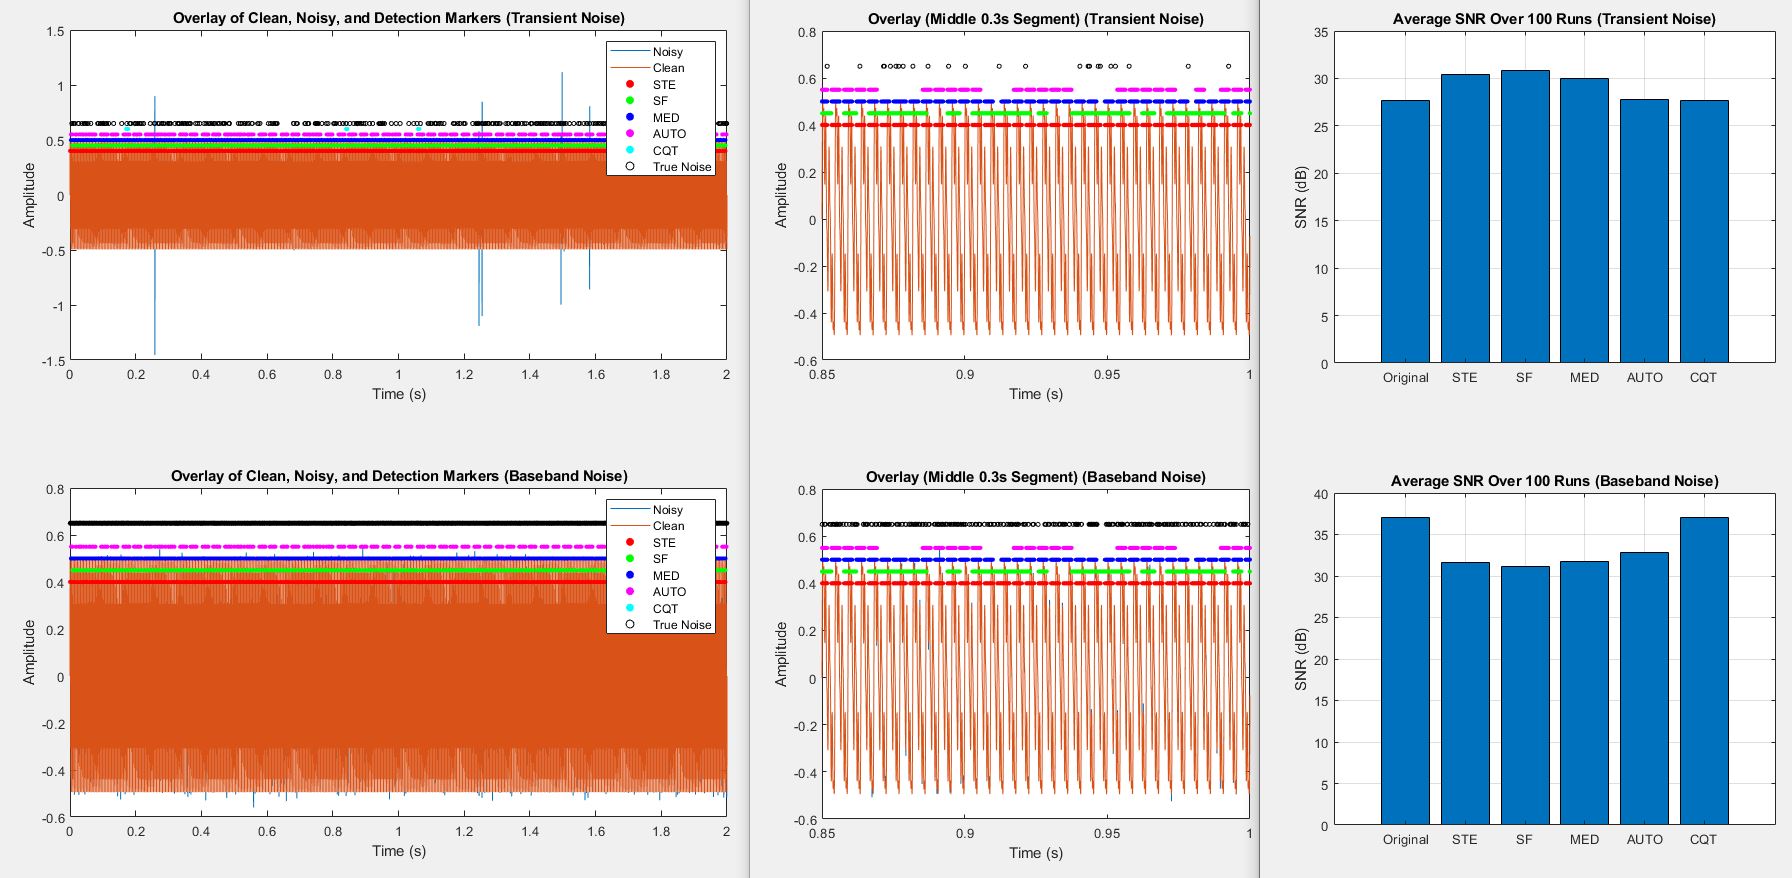 Overlay of Clean, Noisy, and Detection Markers (Transient Noise)
1.5
1
0.5
0
-0.5
-1
-1.5
Amplitude
0 0.2 0.4 0.6 0.8 1 1.2 1.4 1.6 1.8 2
Time (s)
Noisy
Clean
STE
SF
MED
AUTO
CQT
True Noise
Overlay (Middle 0.3s Segment) (Transient Noise)
0.8
0.6
0.4
0.2
0
-0.2
-0.4
-0.6
Amplitude
0.85 0.9 0.95 1
Time (s)
Average SNR Over 100 Runs (Transient Noise)
35
30
25
20
15
10
5
0
SNR (dB)
Original STE SF MED AUTO CQT
Overlay of Clean, Noisy, and Detection Markers (Baseband Noise)
0.8
0.6
0.4
0.2
0
-0.2
-0.4
-0.6
Amplitude
0 0.2 0.4 0.6 0.8 1 1.2 1.4 1.6 1.8 2
Time (s)
Noisy
Clean
STE
SF
MED
AUTO
CQT
True Noise
Overlay (Middle 0.3s Segment) (Baseband Noise)
0.8
0.6
0.4
0.2
0
-0.2
-0.4
-0.6
Amplitude
0.85 0.9 0.95 1
Time (s)
Average SNR Over 100 Runs (Baseband Noise)
40
35
30
25
20
15
10
5
0
SNR (dB)
Original STE SF MED AUTO CQT